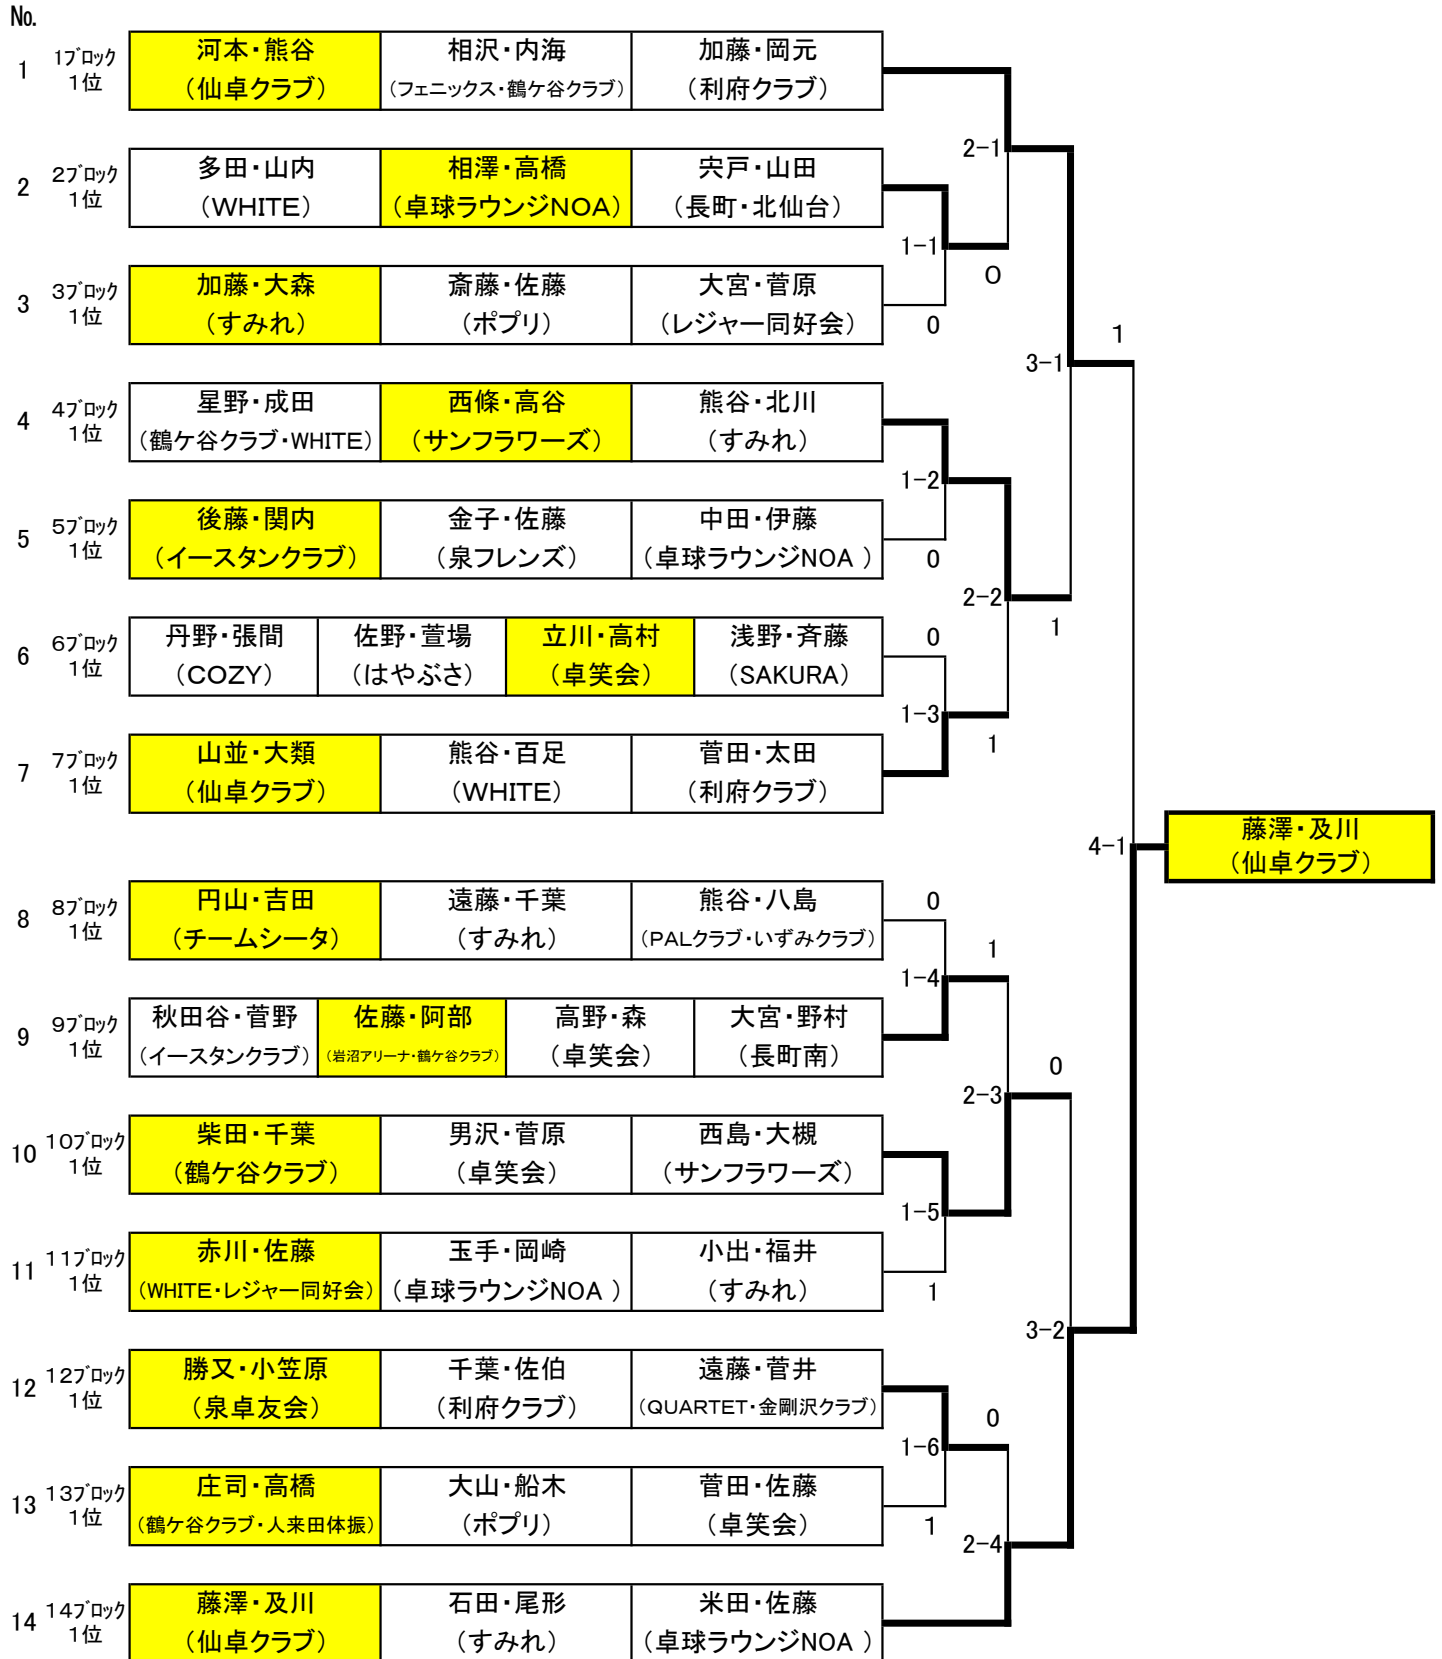 No.
1 1ブロック 1位
河本・熊谷 相沢・内海 加藤・岡元
(仙卓クラブ) (フェニックス・鶴ケ谷クラブ) (利府クラブ)
2-1
2 2ブロック 1位
多田・山内 相澤・高橋 宍戸・山田
(WHITE) (卓球ラウンジNOA) (長町・北仙台)
1-1
0
3 3ブロック 1位
加藤・大森 斎藤・佐藤 大宮・菅原
(すみれ) (ポプリ) (レジャー同好会)
0
1
3-1
4 4ブロック 1位
星野・成田 西條・高谷 熊谷・北川
(鶴ケ谷クラブ・WHITE) (サンフラワーズ) (すみれ)
1-2
5 5ブロック 1位
後藤・関内 金子・佐藤 中田・伊藤
(イースタンクラブ) (泉フレンズ) (卓球ラウンジNOA )
0
2-2
1
6 6ブロック 1位
丹野・張間 佐野・萱場 立川・高村 浅野・斉藤
(COZY) (はやぶさ) (卓笑会) (SAKURA)
0
1-3
1
7 7ブロック 1位
山並・大類 熊谷・百足 菅田・太田
(仙卓クラブ) (WHITE) (利府クラブ)
4-1
藤澤・及川
(仙卓クラブ)
8 8ブロック 1位
円山・吉田 遠藤・千葉 熊谷・八島
(チームシータ) (すみれ) (PALクラブ・いずみクラブ)
0
1
1-4
9 9ブロック 1位
秋田谷・菅野 佐藤・阿部 高野・森 大宮・野村
(イースタンクラブ) (岩沼アリーナ・鶴ケ谷クラブ) (卓笑会) (長町南)
0
2-3
10 10ブロック 1位
柴田・千葉 男沢・菅原 西島・大槻
(鶴ケ谷クラブ) (卓笑会) (サンフラワーズ)
1-5
11 11ブロック 1位
赤川・佐藤 玉手・岡崎 小出・福井
(WHITE・レジャー同好会) (卓球ラウンジNOA ) (すみれ)
1
3-2
12 12ブロック 1位
勝又・小笠原 千葉・佐伯 遠藤・菅井
(泉卓友会) (利府クラブ) (QUARTET・金剛沢クラブ)
0
1-6
13 13ブロック 1位
庄司・高橋 大山・船木 菅田・佐藤
(鶴ケ谷クラブ・人来田体振) (ポプリ) (卓笑会)
1
2-4
14 14ブロック 1位
藤澤・及川 石田・尾形 米田・佐藤
(仙卓クラブ) (すみれ) (卓球ラウンジNOA )